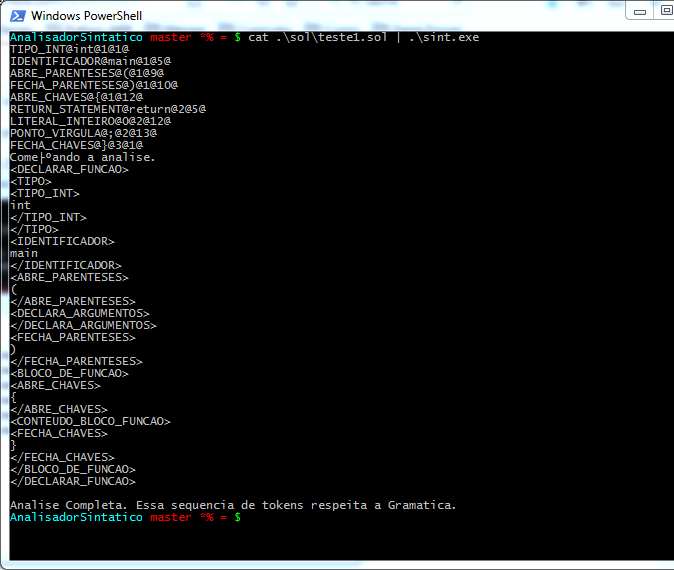 Windows PowerShell
AnalisadorSintatico master *% = $ cat .\sol\teste1.sol | .\sint.exe
TIPO_INT@int@1@1@
IDENTIFICADOR@main@1@5@
ABRE_PARENTESES@(@1@9@
FECHA_PARENTESES@)@1@10@
ABRE_CHAVES@{@1@12@
RETURN_STATEMENT@return@2@5@
LITERAL_INTEIRO@0@2@12@
PONTO_VIRGULA@;@2@13@
FECHA_CHAVES@}@3@1@
Come├ºando a analise.
<DECLARAR_FUNCAO>
<TIPO>
<TIPO_INT>
int
</TIPO_INT>
</TIPO>
<IDENTIFICADOR>
main
</IDENTIFICADOR>
<ABRE_PARENTESES>
(
</ABRE_PARENTESES>
<DECLARA_ARGUMENTOS>
</DECLARA_ARGUMENTOS>
<FECHA_PARENTESES>
)
</FECHA_PARENTESES>
<BLOCO_DE_FUNCAO>
<ABRE_CHAVES>
{
</ABRE_CHAVES>
<CONTEUDO_BLOCO_FUNCAO>
<FECHA_CHAVES>
}
</FECHA_CHAVES>
</BLOCO_DE_FUNCAO>
</DECLARAR_FUNCAO>
Analise Completa. Essa sequencia de tokens respeita a Gramatica.
AnalisadorSintatico master *% = $